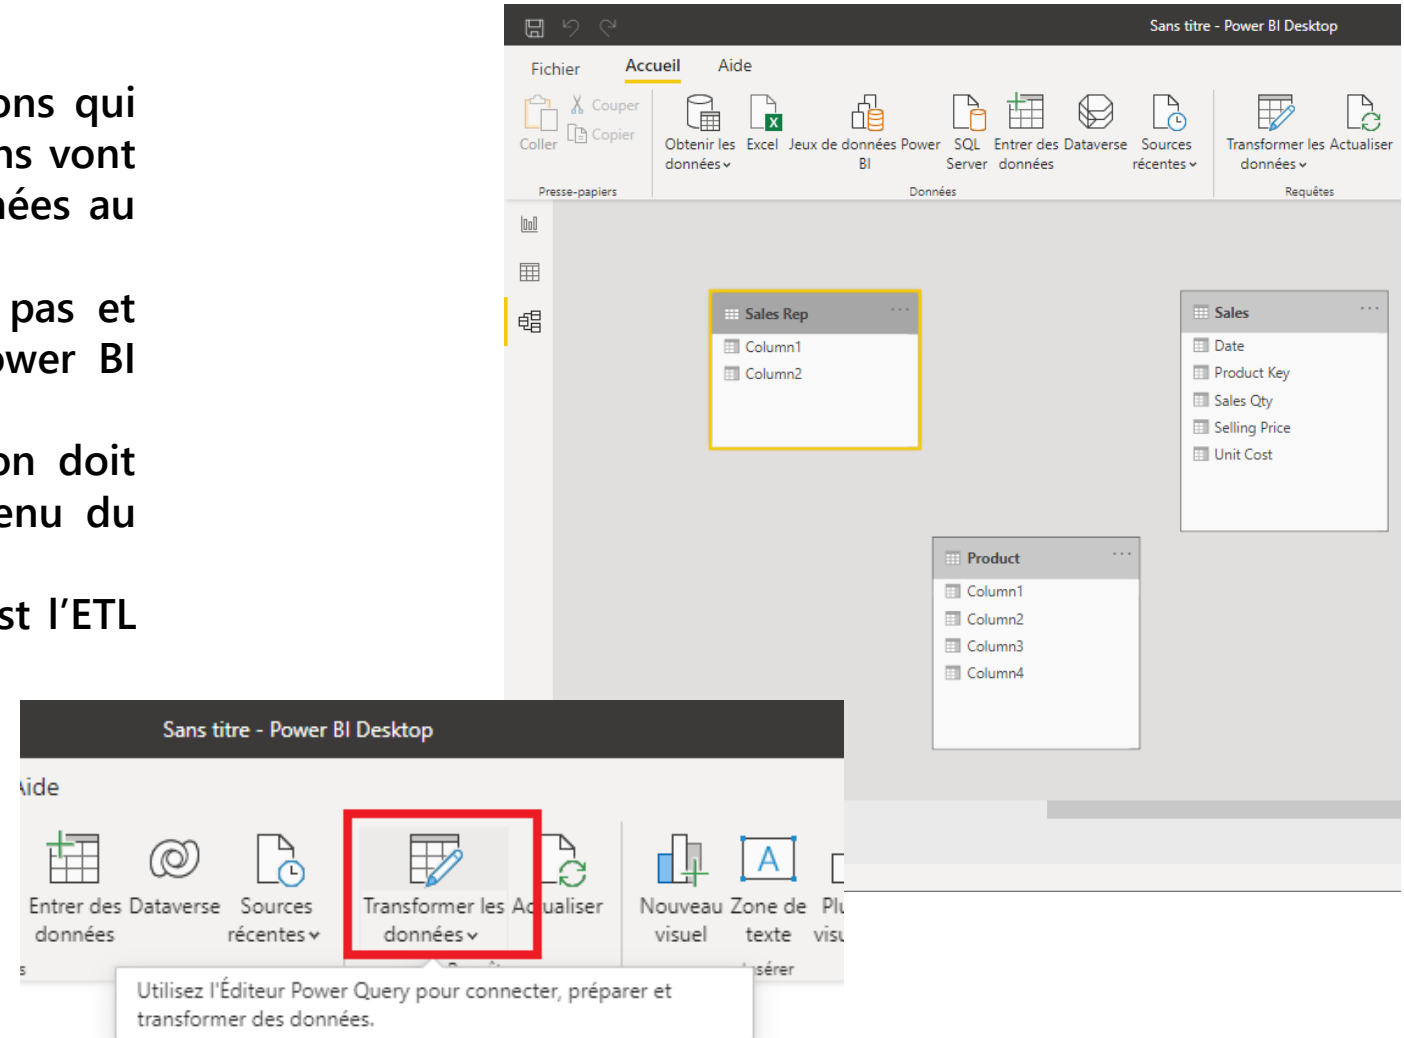 ons qui
ns vont
nées au
pas et
ower BI
on doit
enu du
st l'ETL
Sans titre - Power BI Desktop
Fichier Accueil Aide
Coller
Couper
Copier
Presse-papiers
Obtenir les données
Excel
Jeux de données Power BI
SQL Server
Entrer des données
Dataverse
Sources récentes
Données
Transformer les données
Actualiser
Requêtes
Sales Rep
Column1
Column2
Sales
Date
Product Key
Sales Qty
Selling Price
Unit Cost
Product
Column1
Column2
Column3
Column4
Sans titre - Power BI Desktop
Aide
Entrer des données
Dataverse
Sources récentes
Transformer les données
Actualiser
Nouveau visuel
Zone de texte
Plu
visu
s
nsérer
Utilisez l'Éditeur Power Query pour connecter, préparer et
transformer des données.